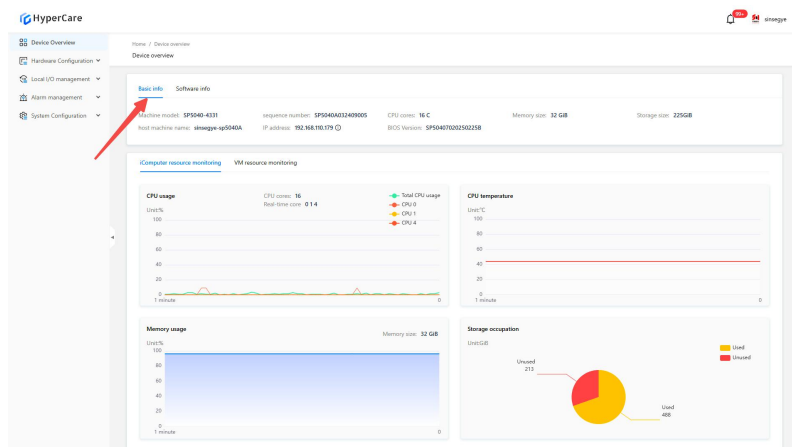 HyperCare
99+
sinsegye
Device Overview
Hardware Configuration
Local I/O management
Alarm management
System Configuration
Home / Device overview
Device overview
Basic info Software info
Machine model: SP5040-4331 sequence number: SP5040A032409005 CPU cores: 16 C Memory size: 32 GiB Storage size: 225GiB
host machine name: sinsegye-sp5040A IP address: 192.168.110.179 BIOS Version: SP504070202502258
iComputer resource monitoring VM resource monitoring
CPU usage CPU cores: 16 Total CPU usage
Real-time core 0 1 4 CPU 0
Unit:% CPU 1
CPU 4
100
80
60
40
20
0
1 minute 0
CPU temperature
Unit:°C
100
80
60
40
20
0
1 minute 0
Memory usage Memory size: 32 GiB
Unit:%
100
80
60
40
20
0
1 minute 0
Storage occupation
Unit:GiB
Used
Unused
Unused
213
Used
488